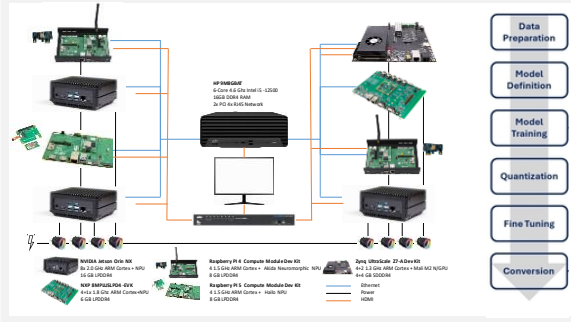 HP 9M8G8AT
6-Core 4.6 Ghz Intel i5 -12500
16GB DDR4 RAM
2x PCI 4x RJ45 Network
Data
Preparation
Model
Definition
Model
Training
Quantization
Fine Tuning
Conversion
NVIDIA Jetson Orin NX
8x 2.0 GHz ARM Cortex + NPU
16 GB LPDDR4
NXP 8MPLUSLPD4 -EVK
4+1x 1.8 GHz ARM Cortex+NPU
6 GB LPDDR4
Raspberry PI 4 Compute Module Dev Kit
4 1.5 GHz ARM Cortex + Akida Neuromorphic NPU
8 GB LPDDR4
Raspberry PI 5 Compute Module Dev Kit
4 1.5 GHz ARM Cortex + Hailo NPU
8 GB LPDDR4
Zynq UltraScale Z7-A Dev Kit
4+2 1.3 GHz ARM Cortex + Mali M2 N/GPU
4+4 GB SDDR4
Ethernet
Power
HDMI